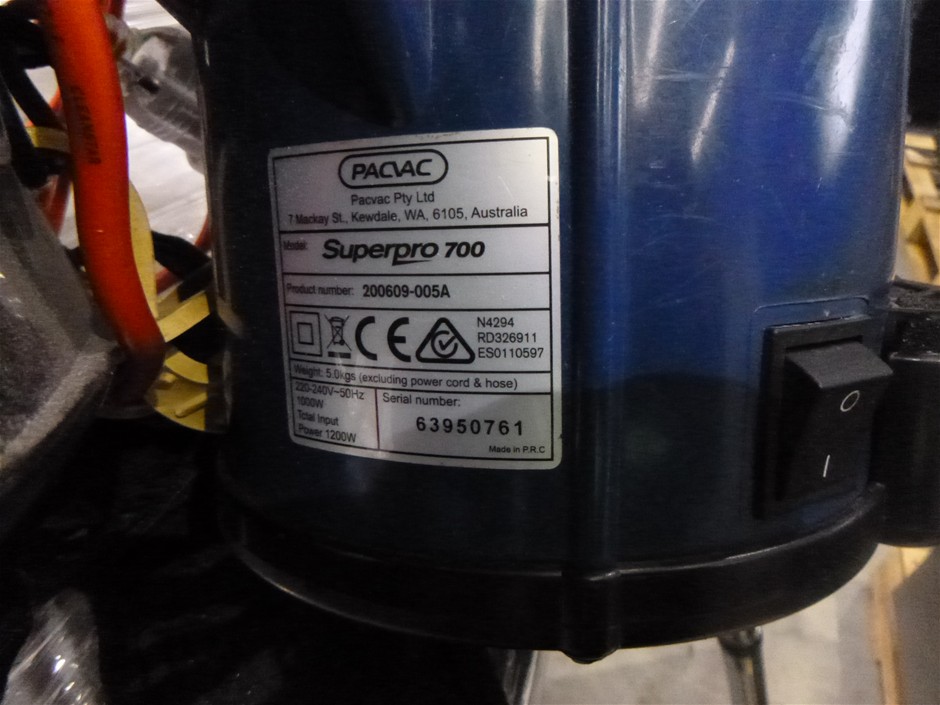 PACVAC
Pacvac Pty Ltd
7 Mackay St., Kewdale, WA, 6105, Australia
Model: Superpro 700
Product number: 200609-005A
CE
N4294
RD326911
ES0110597
Weight: 5.0kgs (excluding power cord & hose)
220-240V~50Hz
1000W
Total Input
Power 1200W
Serial number:
63950761
Made in P.R.C
O
I